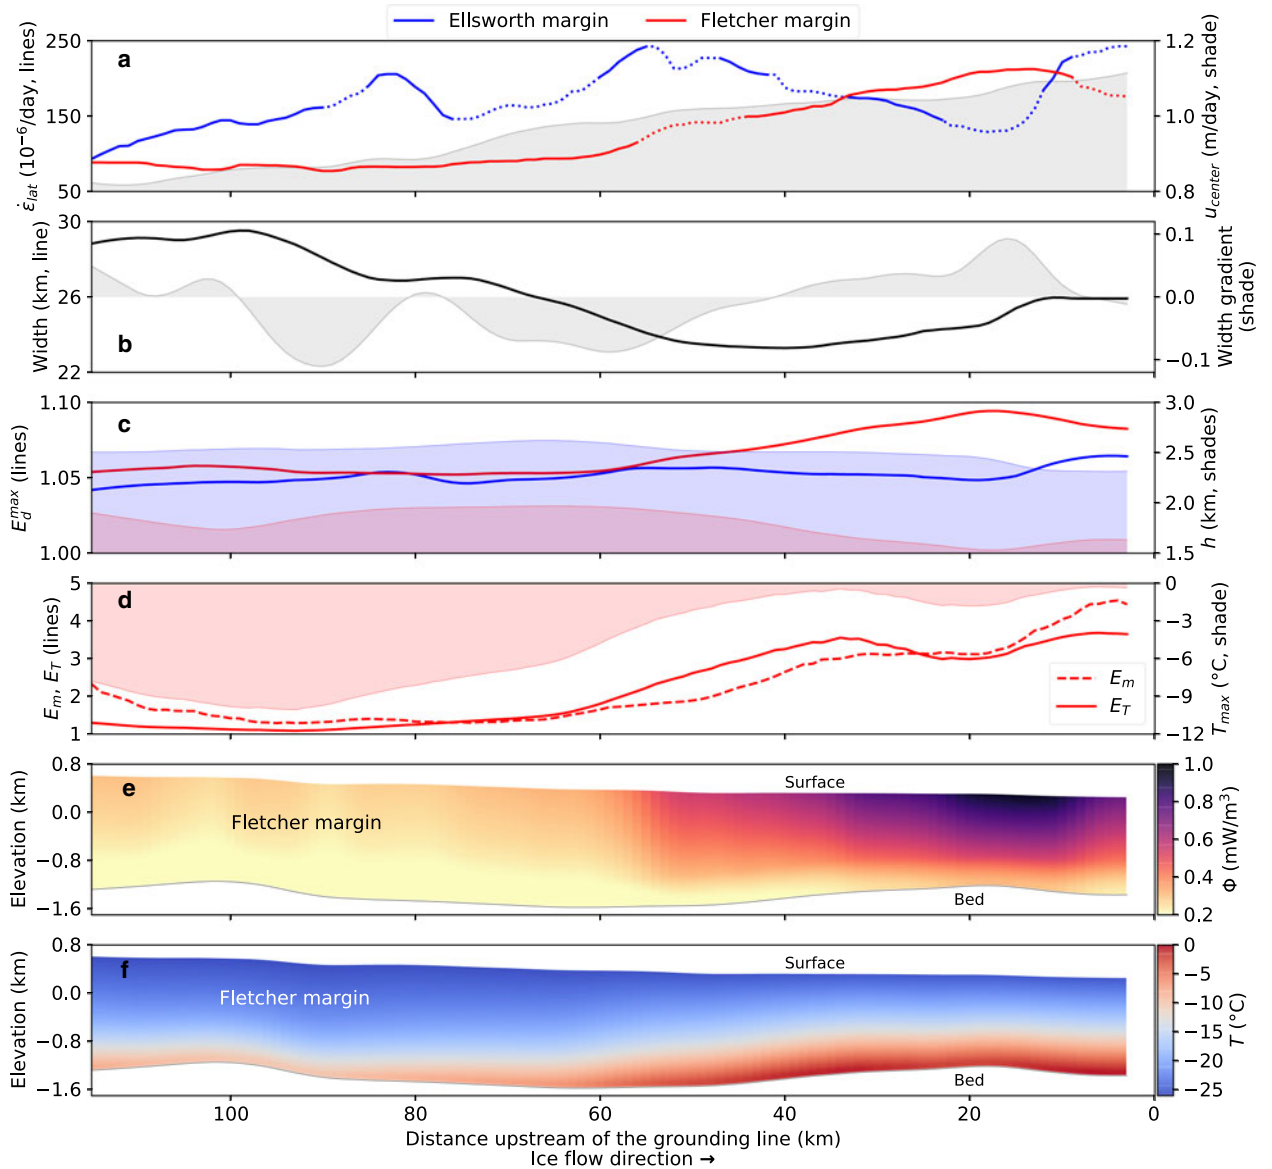 Ellsworth margin
Fletcher margin
a
250
150
50
ε̇lat (10−6/day, lines)
1.2
1.0
0.8
ucenter (m/day, shade)
b
30
26
22
Width (km, line)
0.1
0.0
−0.1
Width gradient
(shade)
c
1.10
1.05
1.00
Edmax (lines)
3.0
2.5
2.0
1.5
h (km, shades)
d
5
4
3
2
1
Em, ET (lines)
0
−3
−6
−9
−12
Tmax (°C, shade)
Em
ET
e
0.8
0.0
−0.8
−1.6
Elevation (km)
Fletcher margin
Surface
Bed
1.0
0.8
0.6
0.4
0.2
Φ (mW/m3)
f
0.8
0.0
−0.8
−1.6
Elevation (km)
Fletcher margin
Surface
Bed
0
−5
−10
−15
−20
−25
T (°C)
100
80
60
40
20
0
Distance upstream of the grounding line (km)
Ice flow direction →